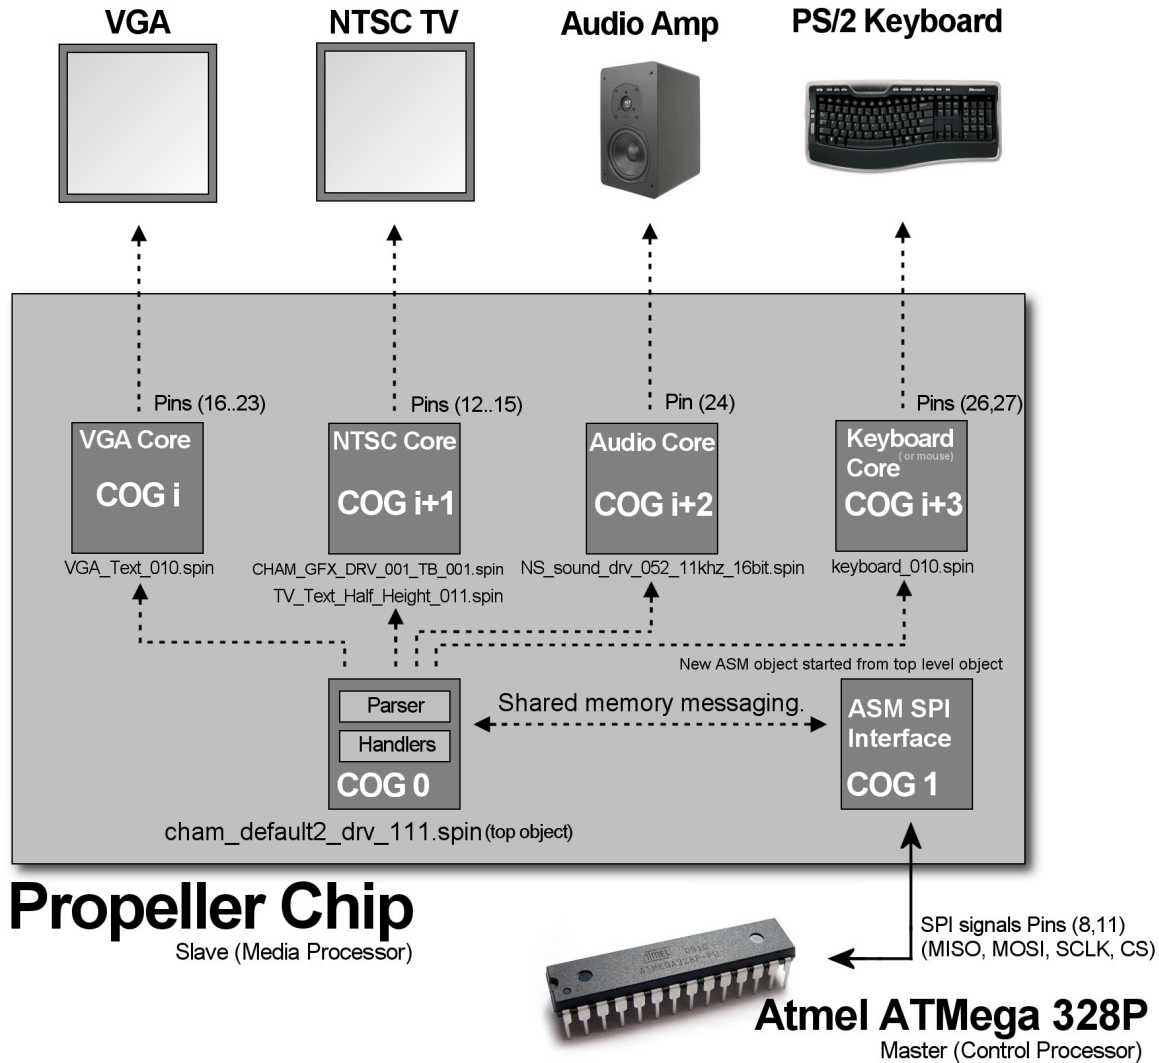 VGA
NTSC TV
Audio Amp
PS/2 Keyboard
Pins (16..23)
Pins (12..15)
Pin (24)
Pins (26,27)
VGA Core
COG i
NTSC Core
COG i+1
Audio Core
COG i+2
Keyboard
( or mouse)
Core
COG i+3
VGA_Text_010.spin
CHAM_GFX_DRV_001_TB_001.spin
TV_Text_Half_Height_011.spin
NS_sound_drv_052_11khz_16bit.spin
keyboard_010.spin
New ASM object started from top level object
Parser
Handlers
COG 0
Shared memory messaging.
ASM SPI
Interface
COG 1
cham_default2_drv_111.spin (top object)
Propeller Chip
Slave (Media Processor)
SPI signals Pins (8,11)
(MISO, MOSI, SCLK, CS)
ATMEL 0910
ATMEGA328P-PU
Atmel ATMega 328P
Master (Control Processor)